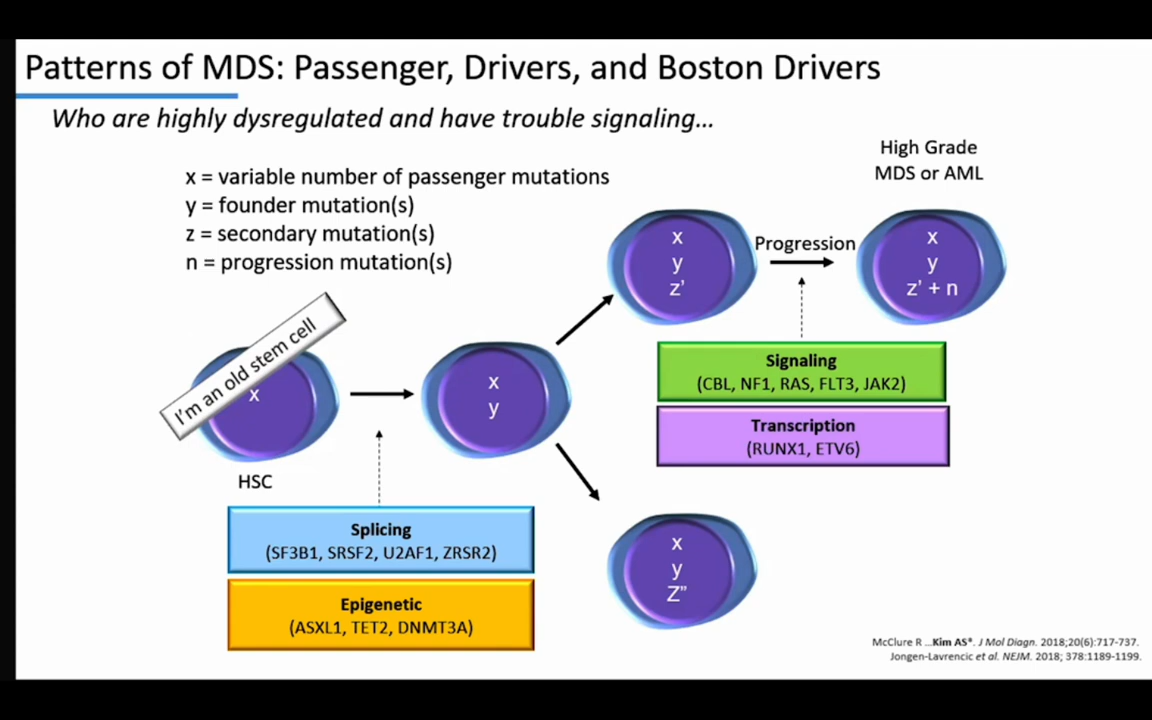 Patterns of MDS: Passenger, Drivers, and Boston Drivers
Who are highly dysregulated and have trouble signaling...
x = variable number of passenger mutations
y = founder mutation(s)
z = secondary mutation(s)
n = progression mutation(s)
I'm an old stem cell
x
HSC
x
y
x
y
z'
Progression
High Grade
MDS or AML
x
y
z' + n
Signaling
(CBL, NF1, RAS, FLT3, JAK2)
Transcription
(RUNX1, ETV6)
Splicing
(SF3B1, SRSF2, U2AF1, ZRSR2)
Epigenetic
(ASXL1, TET2, DNMT3A)
x
y
Z"
McClure R ...Kim AS*. J Mol Diagn. 2018;20(6):717-737.
Jongen-Lavrencic et al. NEJM. 2018; 378:1189-1199.